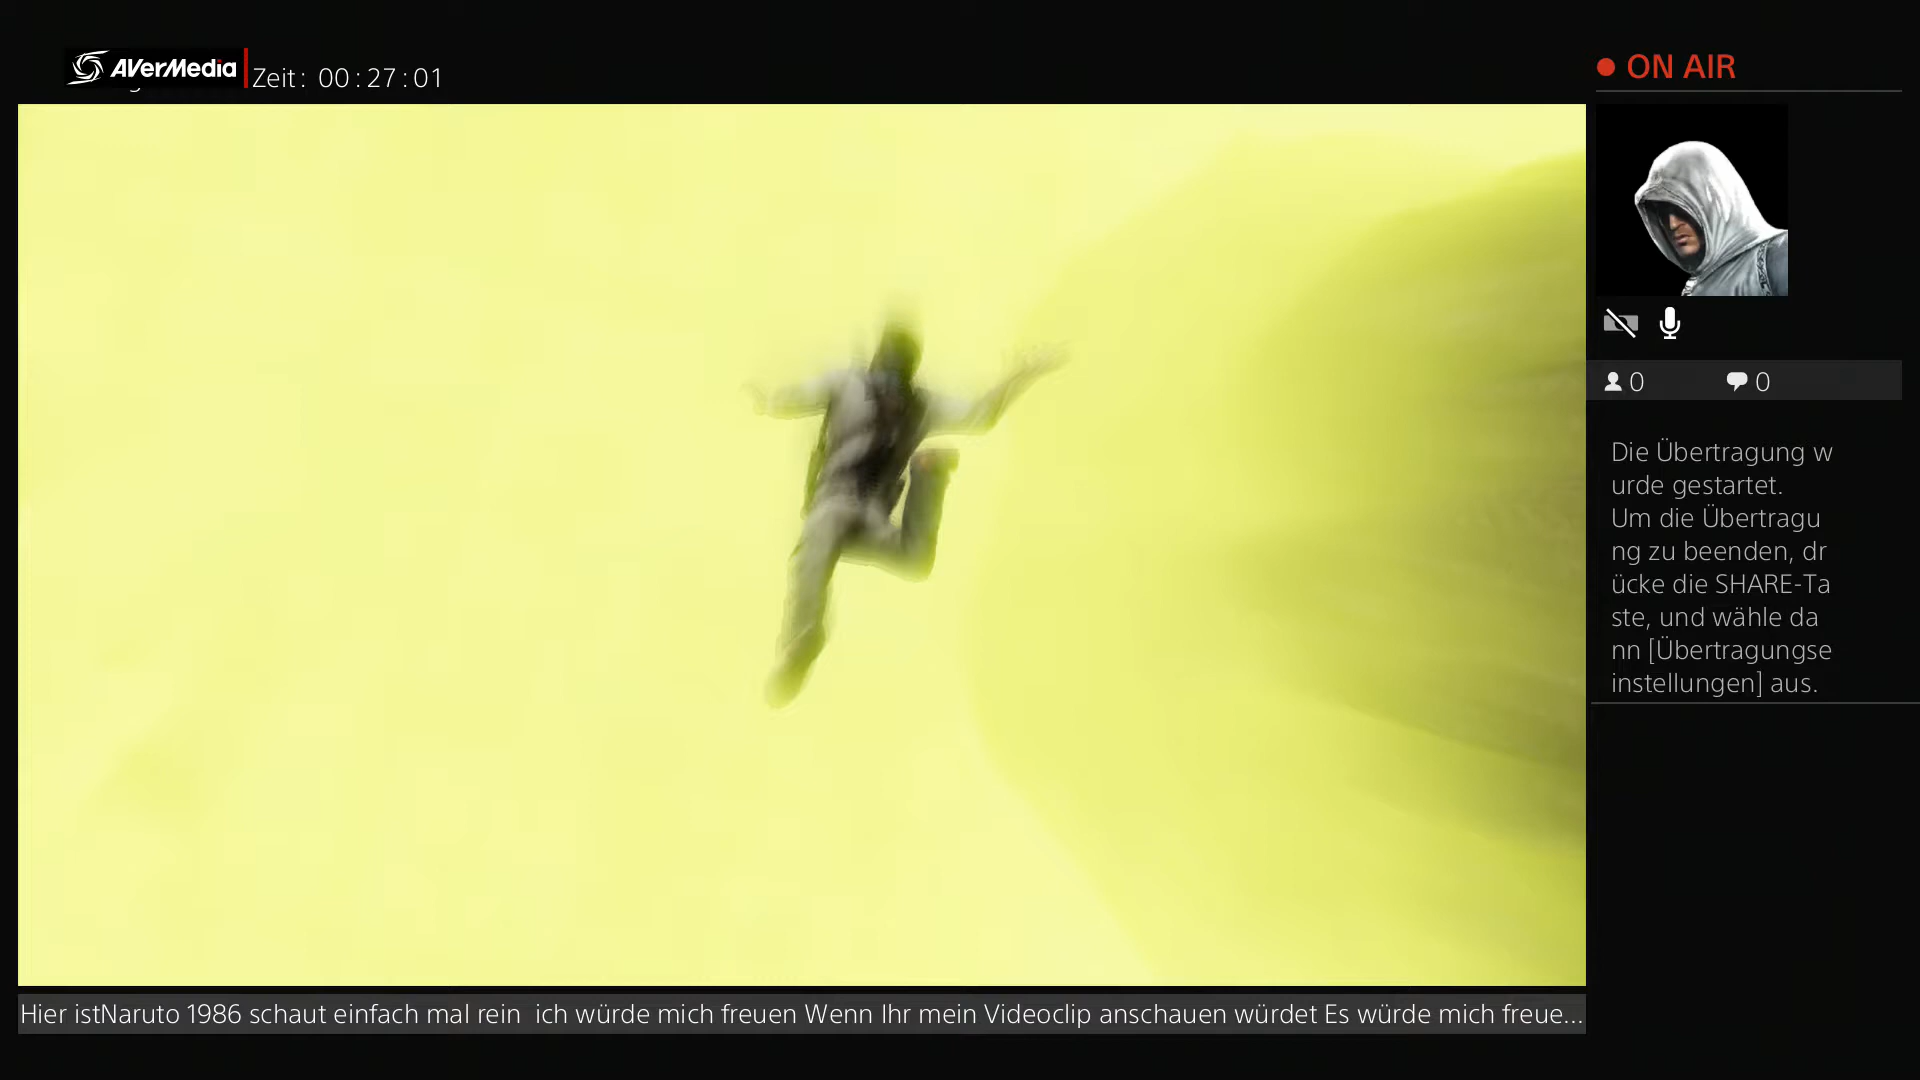 AVerMedia
Zeit: 00:27:01
ON AIR
0 0
Die Übertragung w
urde gestartet.
Um die Übertragu
ng zu beenden, dr
ücke die SHARE-Ta
ste, und wähle da
nn [Übertragungse
instellungen] aus.
Hier istNaruto 1986 schaut einfach mal rein  ich würde mich freuen Wenn Ihr mein Videoclip anschauen würdet Es würde mich freue...